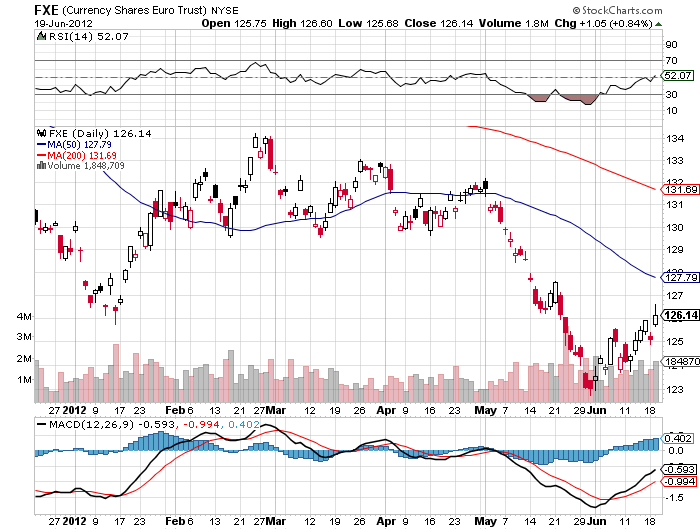 FXE (Currency Shares Euro Trust) NYSE © StockCharts.com
19-Jun-2012 Open 125.75 High 126.60 Low 125.68 Close 126.14 Volume 1.8M Chg +1.05 (+0.84%)
RSI(14) 52.07
90
70
52.07
30
10
FXE (Daily) 126.14
MA(50) 127.79
MA(200) 131.69
Volume 1,848,709
134
133
132
131.69
131
130
129
128
127.79
127
126.14
125
184870
123
4M
3M
2M
1M
27 2012 9 17 23 Feb 6 13 21 27 Mar 12 19 26 Apr 9 16 23 May 7 14 21 29 Jun 11 18
MACD(12,26,9) -0.593, -0.994, 0.402
0.402
0.0
-0.593
-0.994
-1.5
27 2012 9 17 23 Feb 6 13 21 27 Mar 12 19 26 Apr 9 16 23 May 7 14 21 29 Jun 11 18